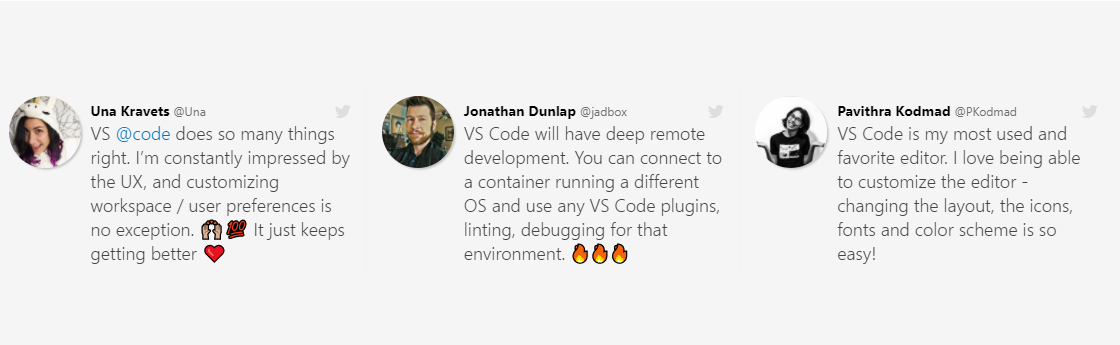 Una Kravets @Una
VS @code does so many things
right. I’m constantly impressed by
the UX, and customizing
workspace / user preferences is
no exception. 🙌🏽💯 It just keeps
getting better ❤️
Jonathan Dunlap @jadbox
VS Code will have deep remote
development. You can connect to
a container running a different
OS and use any VS Code plugins,
linting, debugging for that
environment. 🔥🔥🔥
Pavithra Kodmad @PKodmad
VS Code is my most used and
favorite editor. I love being able
to customize the editor -
changing the layout, the icons,
fonts and color scheme is so
easy!